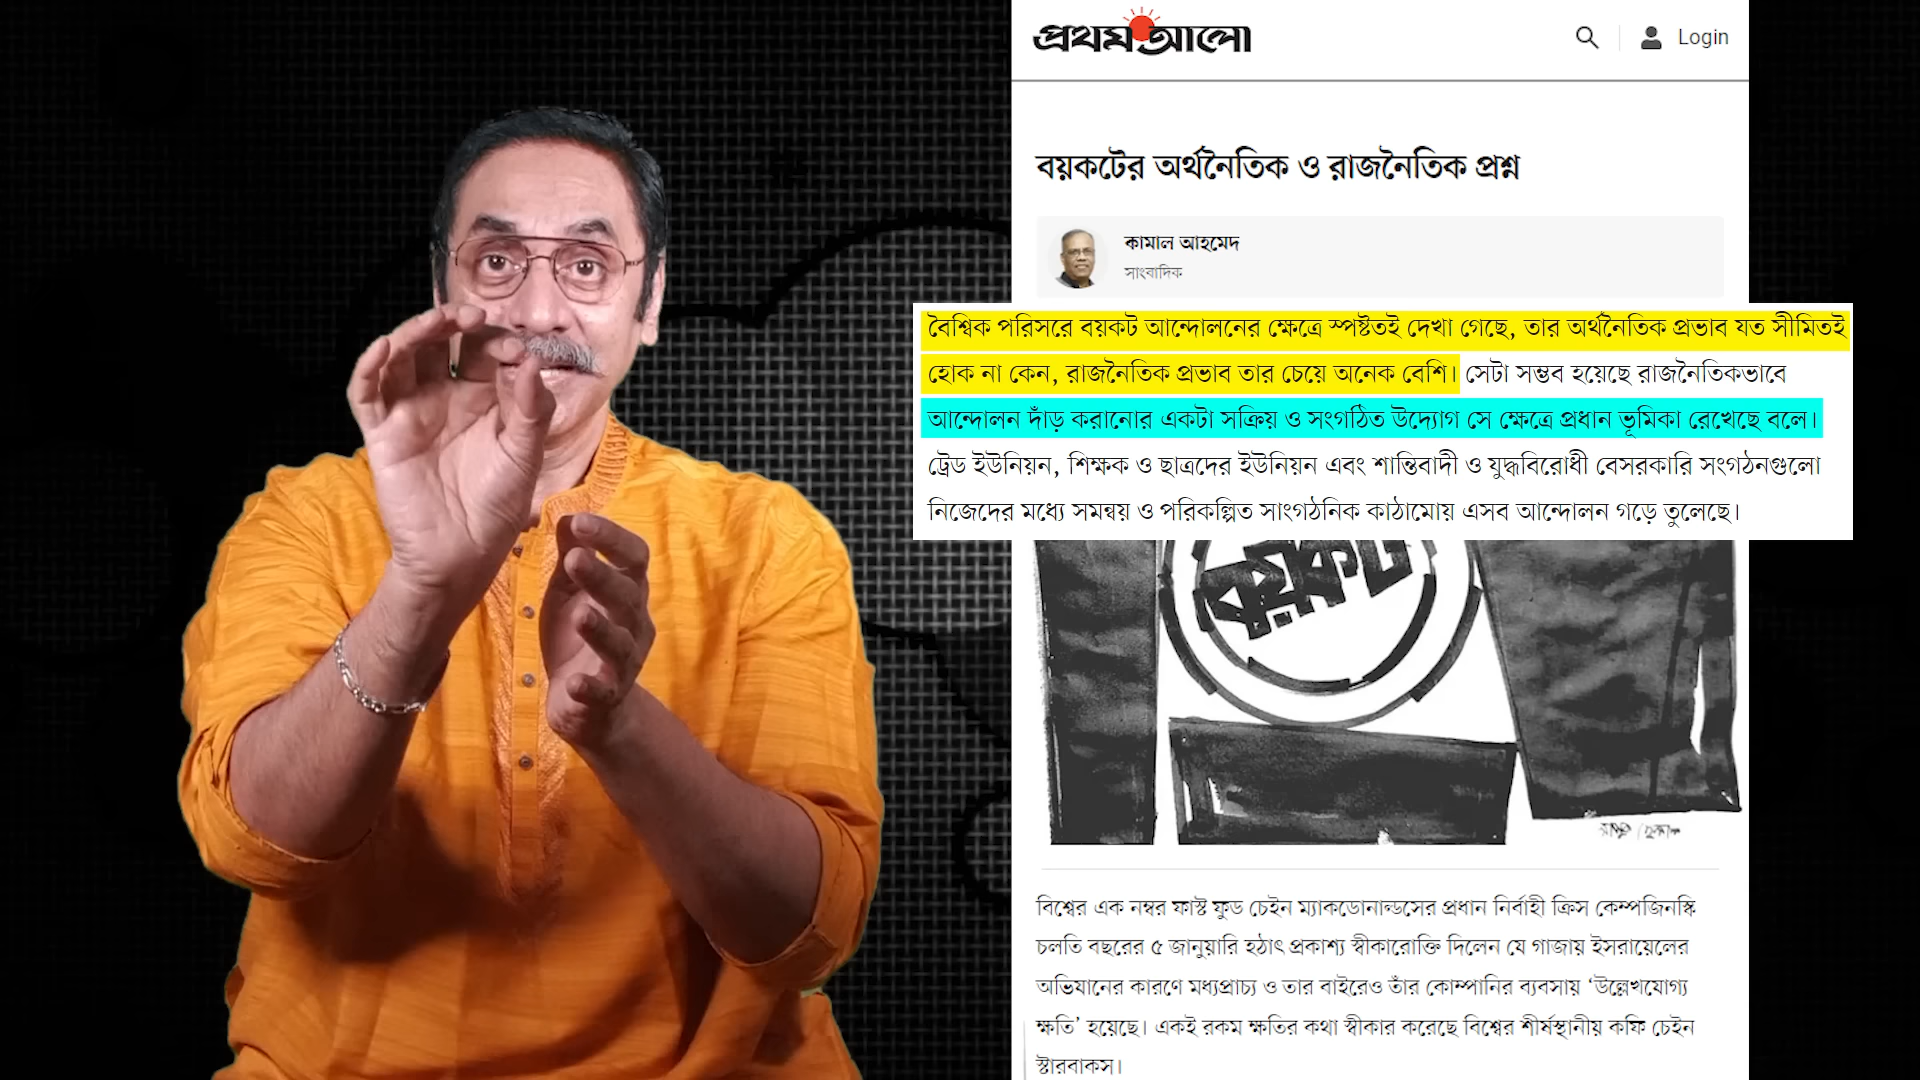 প্রথম আলো
Login
বয়কটের অর্থনৈতিক ও রাজনৈতিক প্রশ্ন
কামাল আহমেদ
সাংবাদিক
বৈশ্বিক পরিসরে বয়কট আন্দোলনের ক্ষেত্রে স্পষ্টতই দেখা গেছে, তার অর্থনৈতিক প্রভাব যত সীমিতই
হোক না কেন, রাজনৈতিক প্রভাব তার চেয়ে অনেক বেশি। সেটা সম্ভব হয়েছে রাজনৈতিকভাবে
আন্দোলন দাঁড় করানোর একটা সক্রিয় ও সংগঠিত উদ্যোগ সে ক্ষেত্রে প্রধান ভূমিকা রেখেছে বলে।
ট্রেড ইউনিয়ন, শিক্ষক ও ছাত্রদের ইউনিয়ন এবং শান্তিবাদী ও যুদ্ধবিরোধী বেসরকারি সংগঠনগুলো
নিজেদের মধ্যে সমন্বয় ও পরিকল্পিত সাংগঠনিক কাঠামোয় এসব আন্দোলন গড়ে তুলেছে।
বয়কট
বিশ্বের এক নম্বর ফাস্ট ফুড চেইন ম্যাকডোনাল্ডসের প্রধান নির্বাহী ক্রিস কেম্পজিনস্কি
চলতি বছরের ৫ জানুয়ারি হঠাৎ প্রকাশ্য স্বীকারোক্তি দিলেন যে গাজায় ইসরায়েলের
অভিযানের কারণে মধ্যপ্রাচ্য ও তার বাইরেও তাঁর কোম্পানির ব্যবসায় ‘উল্লেখযোগ্য
ক্ষতি’ হয়েছে। একই রকম ক্ষতির কথা স্বীকার করেছে বিশ্বের শীর্ষস্থানীয় কফি চেইন
স্টারবাকস।